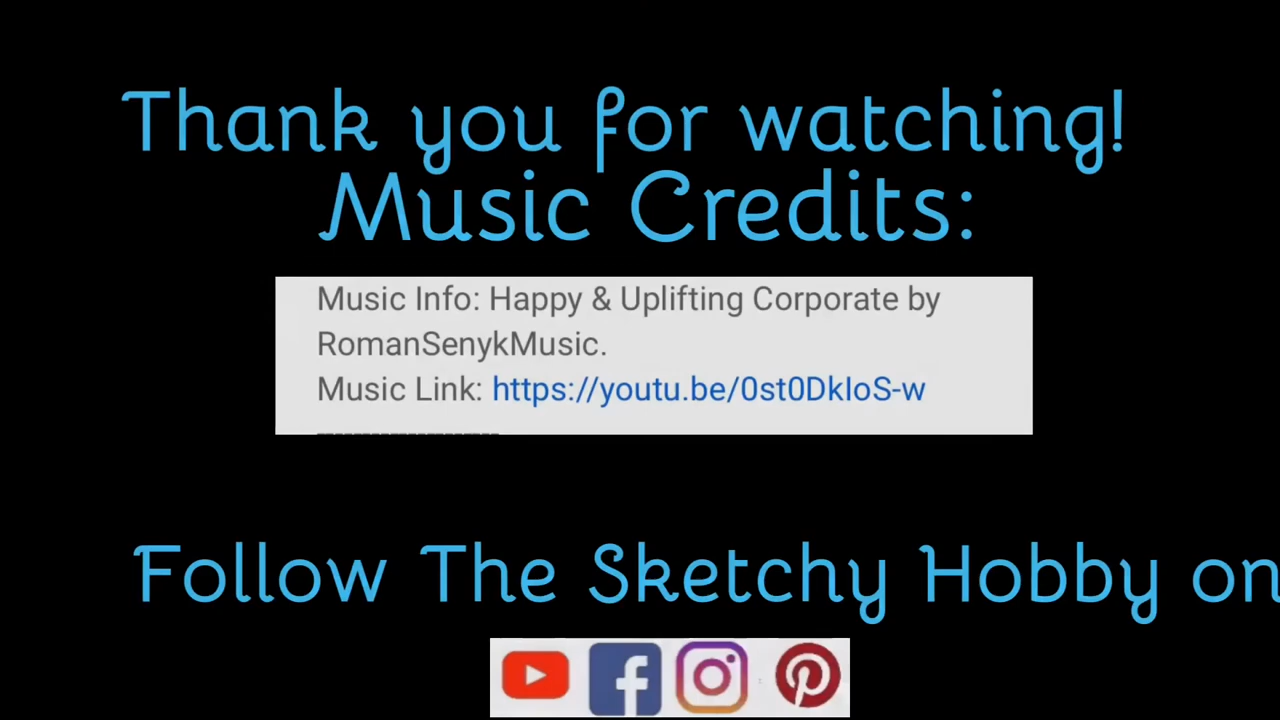 Thank you for watching!
Music Credits:
Music Info: Happy & Uplifting Corporate by
RomanSenykMusic.
Music Link: https://youtu.be/0st0DkIoS-w
Follow The Sketchy Hobby on